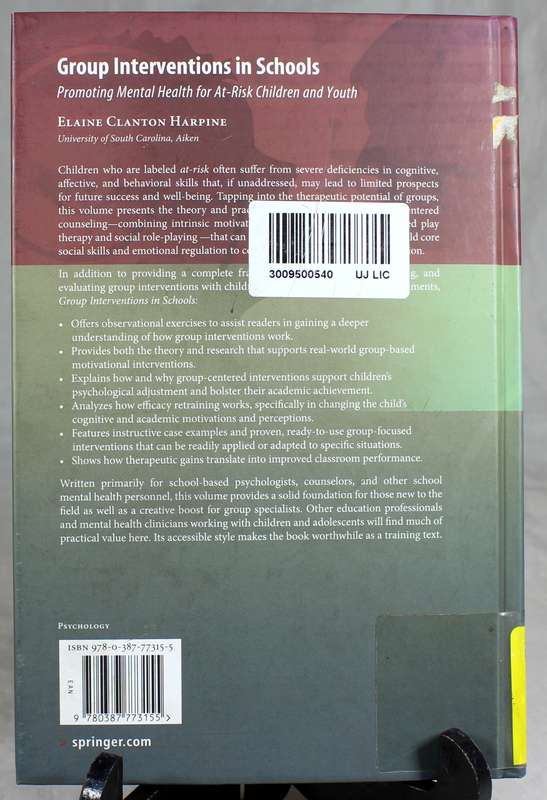 Group Interventions in Schools
Promoting Mental Health for At-Risk Children and Youth
ELAINE CLANTON HARPINE
University of South Carolina, Aiken
Children who are labeled at-risk often suffer from severe deficiencies in cognitive,
affective, and behavioral skills that, if unaddressed, may lead to limited prospects
for future success and well-being. Tapping into the therapeutic potential of groups,
this volume presents the theory and
counseling—combining intrinsic play
therapy and social role-playing—that can core
social skills and emotional regulation to
3009500540 UJ LIC
In addition to providing a complete and
evaluating group interventions with
Group Interventions in Schools:
• Offers observational exercises to assist readers in gaining a deeper
understanding of how group interventions work.
• Provides both the theory and research that supports real-world group-based
motivational interventions.
• Explains how and why group-centered interventions support children's
psychological adjustment and bolster their academic achievement.
• Analyzes how efficacy retraining works, specifically in changing the child's
cognitive and academic motivations and perceptions.
• Features instructive case examples and proven, ready-to-use group-focused
interventions that can be readily applied or adapted to specific situations.
• Shows how therapeutic gains translate into improved classroom performance.
Written primarily for school-based psychologists, counselors, and other school
mental health personnel, this volume provides a solid foundation for those new to the
field as well as a creative boost for group specialists. Other education professionals
and mental health clinicians working with children and adolescents will find much of
practical value here. Its accessible style makes the book worthwhile as a training text.
PSYCHOLOGY
ISBN 978-0-387-77315-5
EAN
9 780387 773155 >
› springer.com